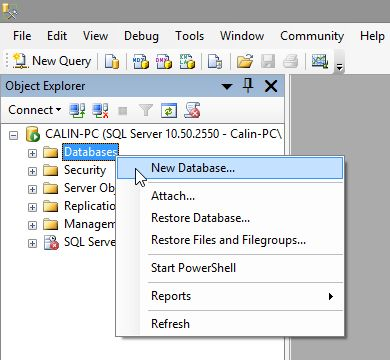 File Edit View Debug Tools Window Community Help
New Query
Object Explorer
Connect
CALIN-PC (SQL Server 10.50.2550 - Calin-PC\
Databases
Security
Server Ob
Replicatio
Managem
SQL Serve
New Database...
Attach...
Restore Database...
Restore Files and Filegroups...
Start PowerShell
Reports
Refresh